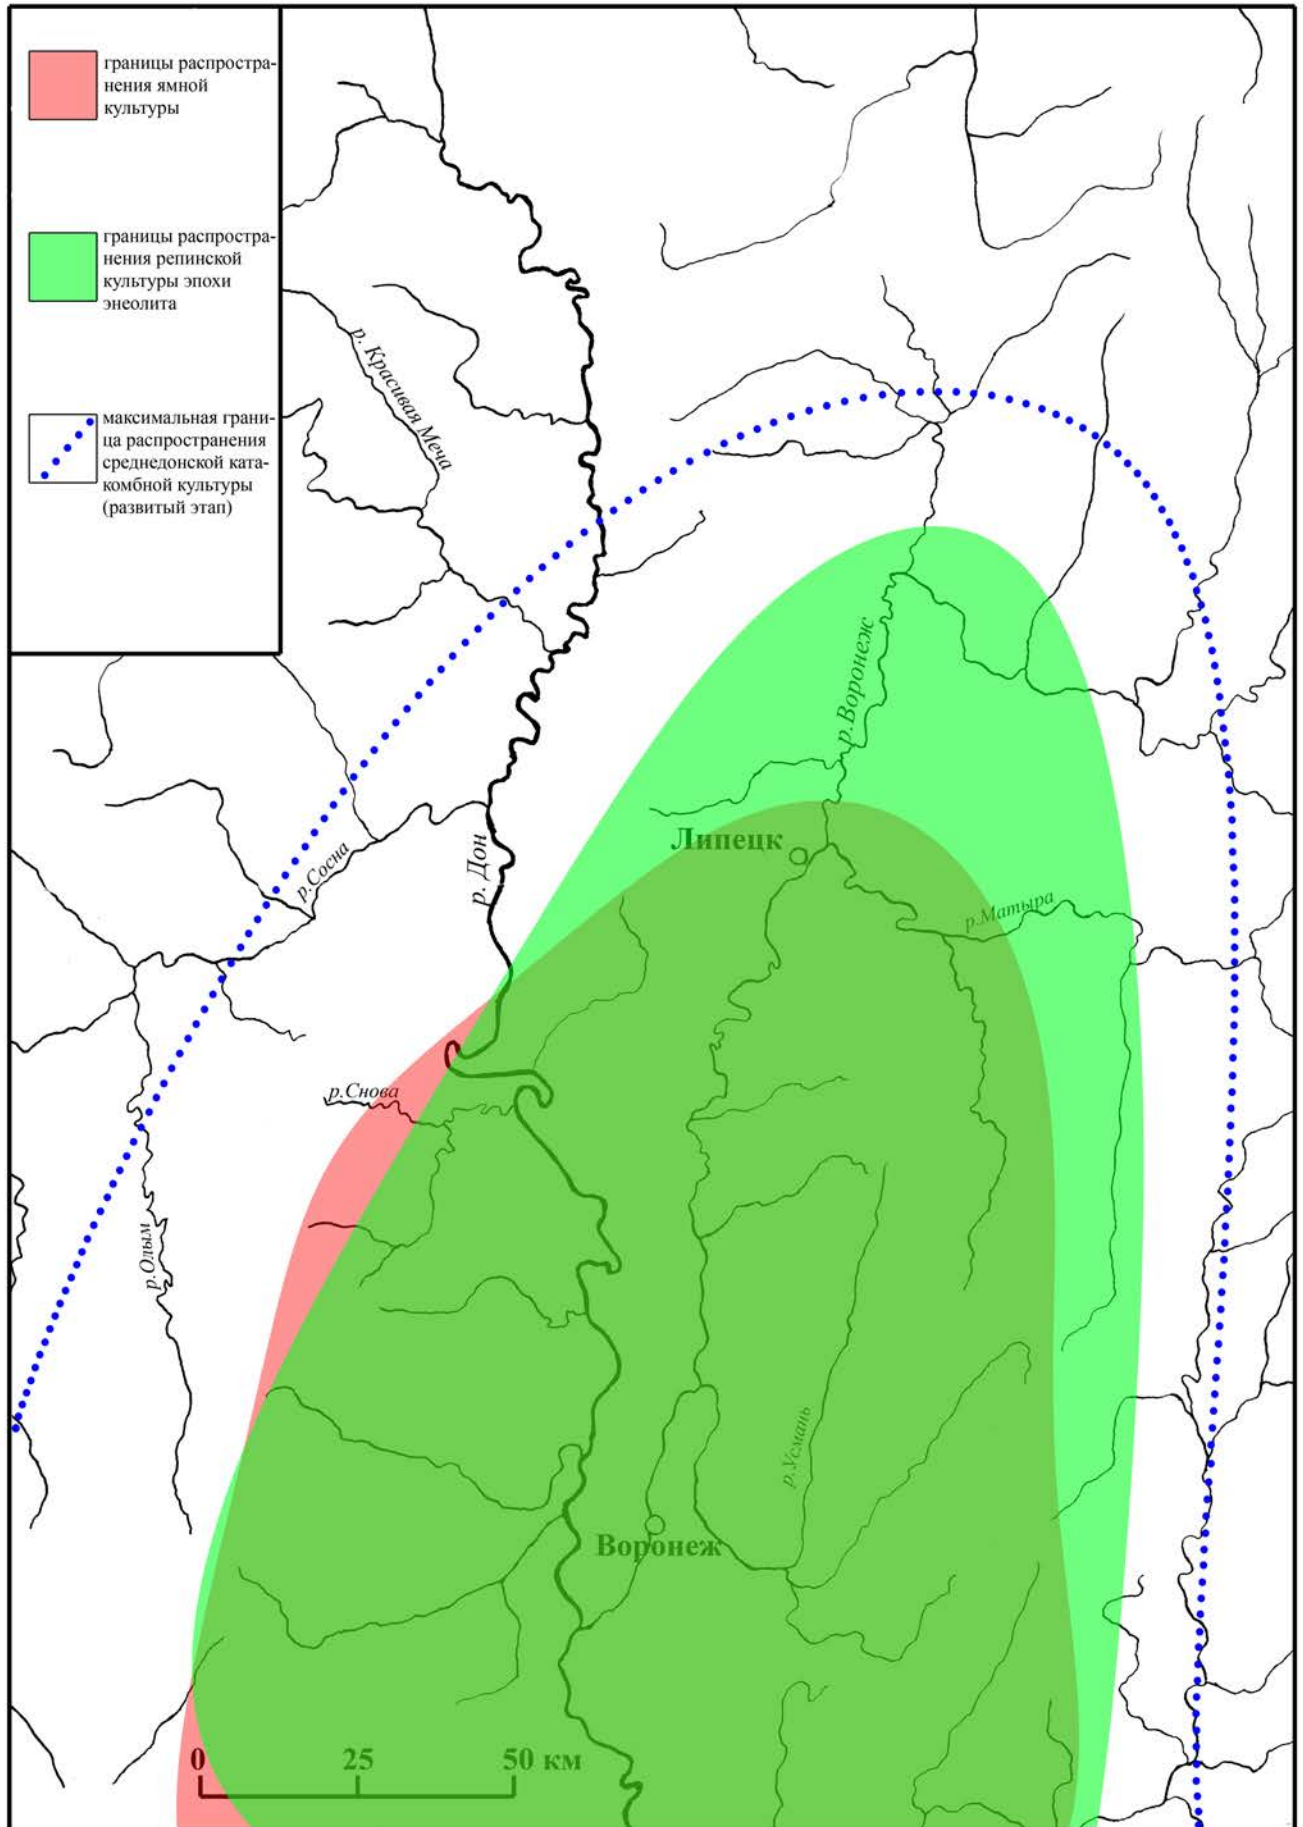 границы распростра-
нения ямной
культуры
границы распростра-
нения репинской
культуры эпохи
энеолита
максимальная грани-
ца распространения
среднедонской ката-
комбной культуры
(развитый этап)
р. Красивая Меча
р.Воронеж
Липецк
р. Дон
р.Сосна
р.Матыра
р.Снова
р.Олым
р.Усмань
Воронеж
0 25 50 км